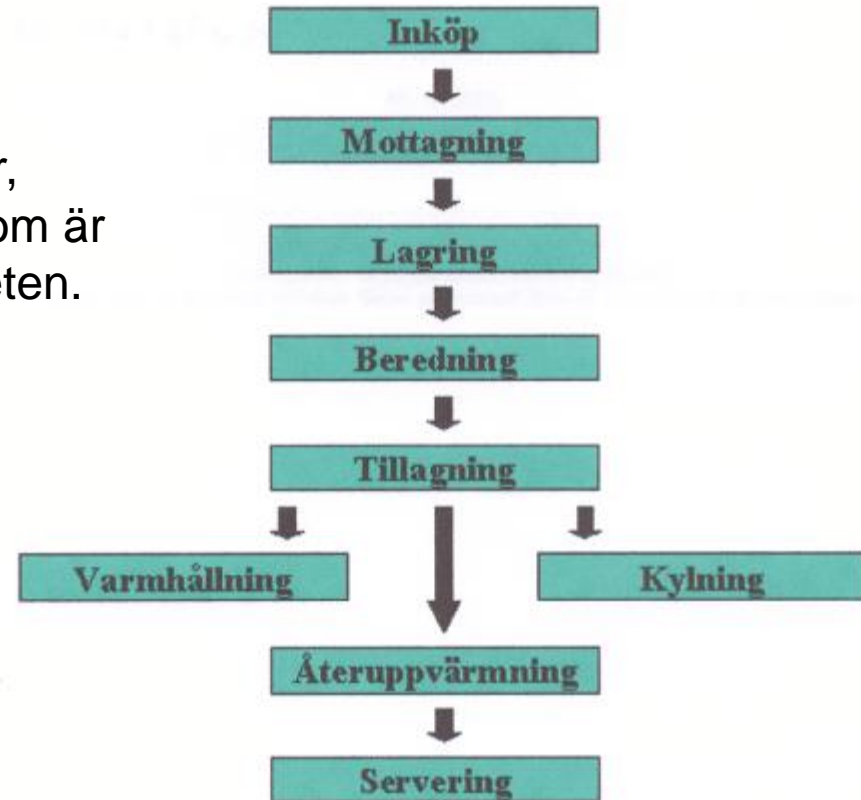 Inköp
Mottagning
r,
om är
eten.
Lagring
Beredning
Tillagning
Varmhållning
Kylning
Återuppvärmning
Servering